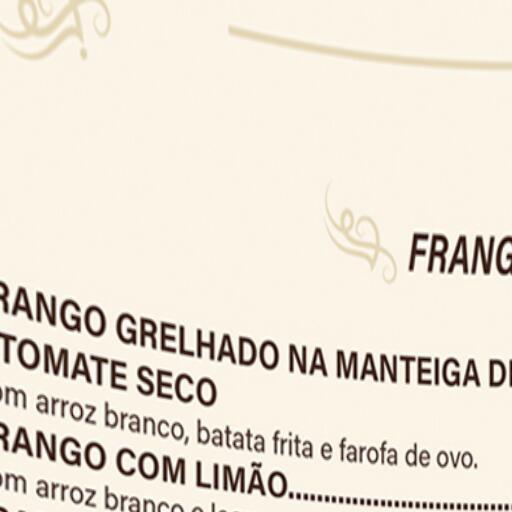 FRANG
RANGO GRELHADO NA MANTEIGA DE
TOMATE SECO
om arroz branco, batata frita e farofa de ovo.
RANGO COM LIMÃO
om arroz branco e